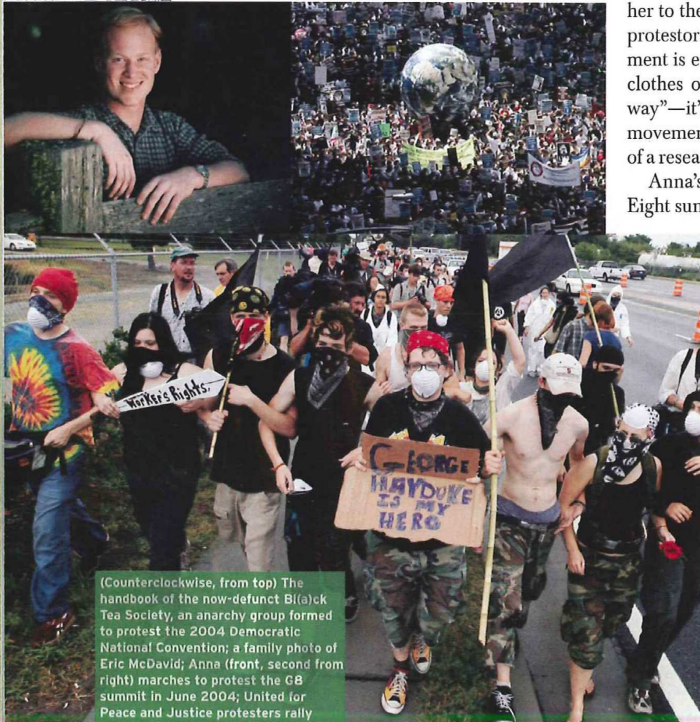 her to the
protestor
ment is e
clothes o
way"—it'
movemen
of a resea
Anna's
Eight sun
WORKER'S RIGHTS.
GEORGE
HAYDUKE
IS MY
HERO
(Counterclockwise, from top) The
handbook of the now-defunct Bl(a)ck
Tea Society, an anarchy group formed
to protest the 2004 Democratic
National Convention; a family photo of
Eric McDavid; Anna (front, second from
right) marches to protest the G8
summit in June 2004; United for
Peace and Justice protesters rally